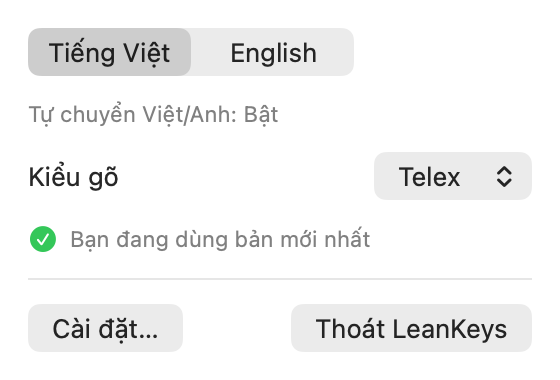 Tiếng Việt English
Tự chuyển Việt/Anh: Bật
Kiểu gõ Telex
Bạn đang dùng bản mới nhất
Cài đặt... Thoát LeanKeys